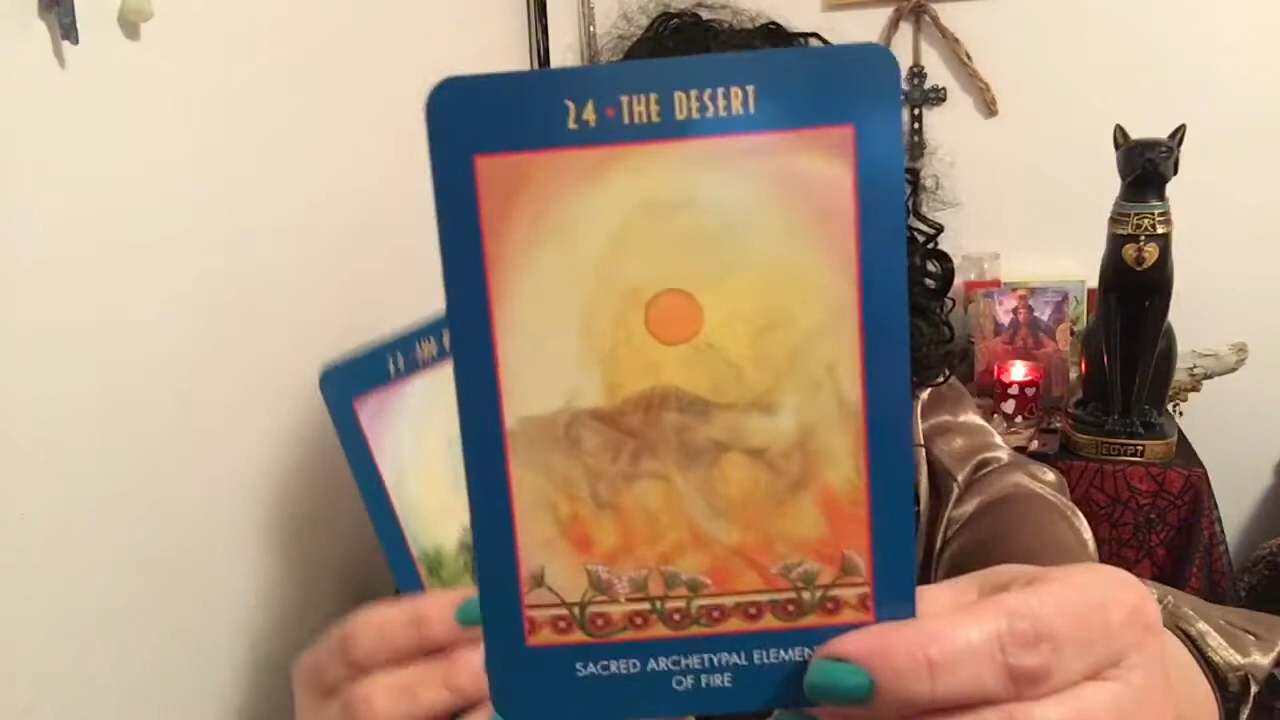 24 • THE DESERT
SACRED ARCHETYPAL ELEMEN
OF FIRE
EGYPT